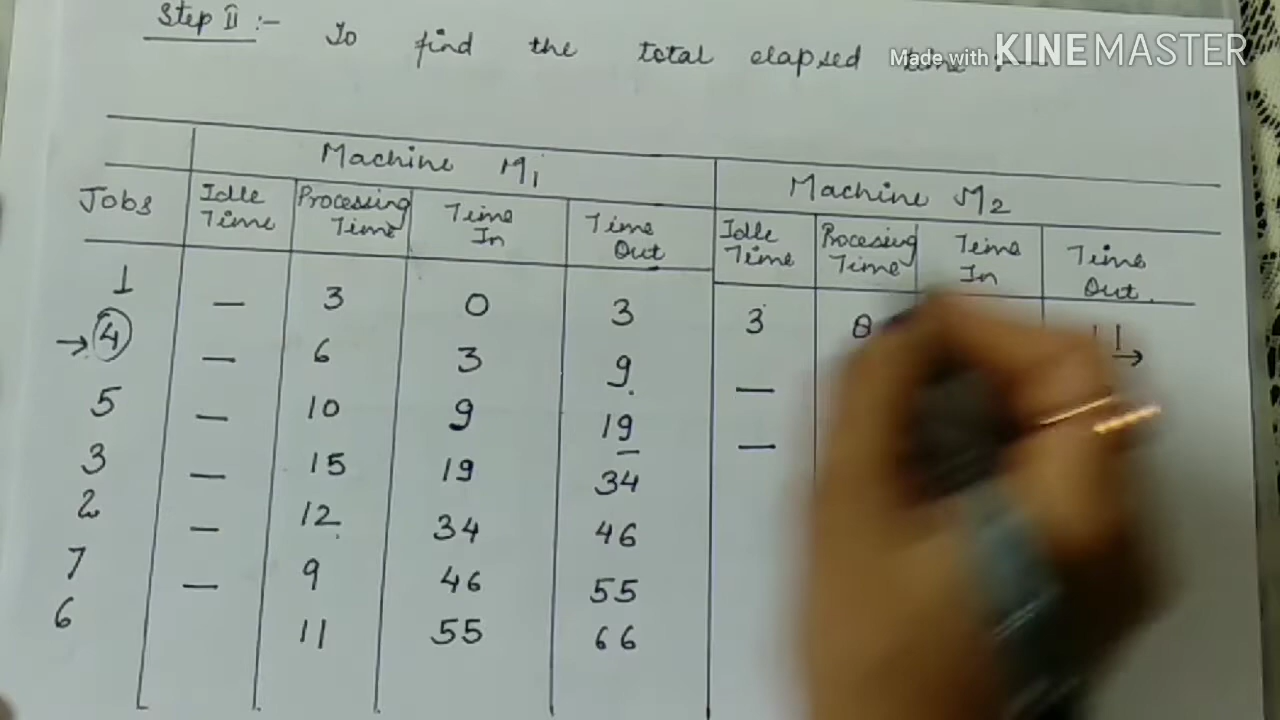 Step II :- To find the total elapsed time :-
Made with KINEMASTER
Machine M1 Machine M2
Jobs Idle Time Processing Time Time In Time Out Idle Time Procesing Time Time In Time Out
1 — 3 0 3 3 8 11
→ 4 — 6 3 9 —
5 — 10 9 19 —
3 — 15 19 34
2 — 12 34 46
7 — 9 46 55
6 11 55 66